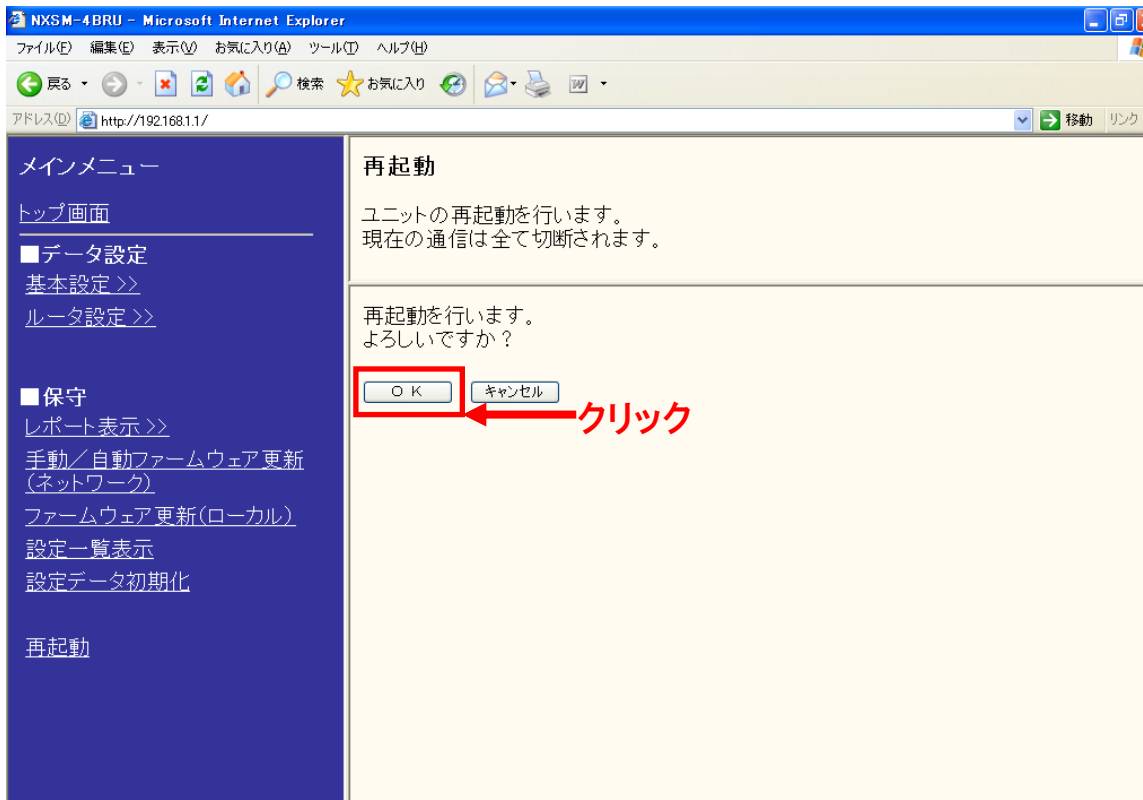 NXSM-4BRU - Microsoft Internet Explorer
ファイル(F) 編集(E) 表示(V) お気に入り(A) ツール(T) ヘルプ(H)
戻る 検索 お気に入り
アドレス(D) http://192.168.1.1/ 移動 リンク
メインメニュー
トップ画面
■データ設定
基本設定 >>
ルータ設定 >>
■保守
レポート表示 >>
手動／自動ファームウェア更新
(ネットワーク)
ファームウェア更新(ローカル)
設定一覧表示
設定データ初期化
再起動
再起動
ユニットの再起動を行います。
現在の通信は全て切断されます。
再起動を行います。
よろしいですか？
ＯＫ キャンセル
クリック